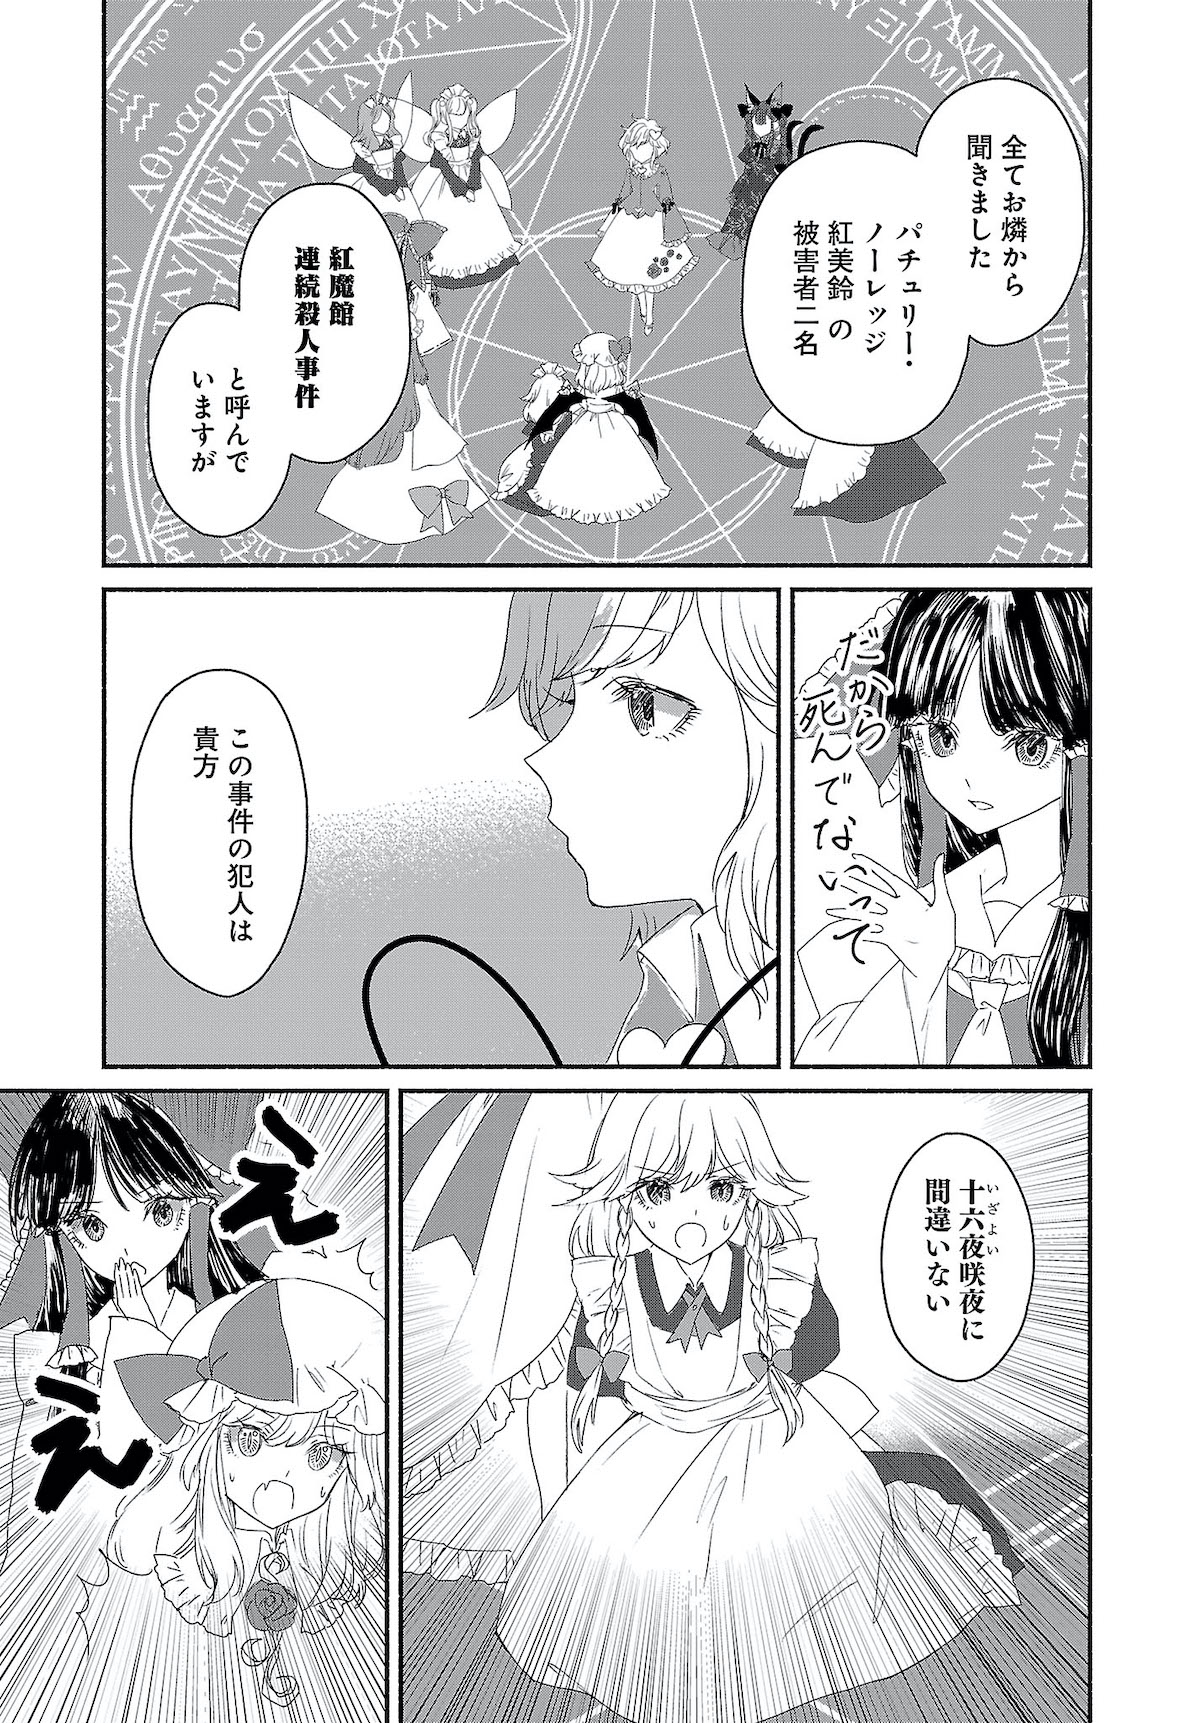 全てお燐から
聞きました
パチュリー・
ノーレッジ
紅美鈴の
被害者二名
紅魔館
連続殺人事件
と呼んで
いますが
だから
死んでないって
この事件の犯人は
貴方
十六夜咲夜に
いざよい
間違いない
ええ